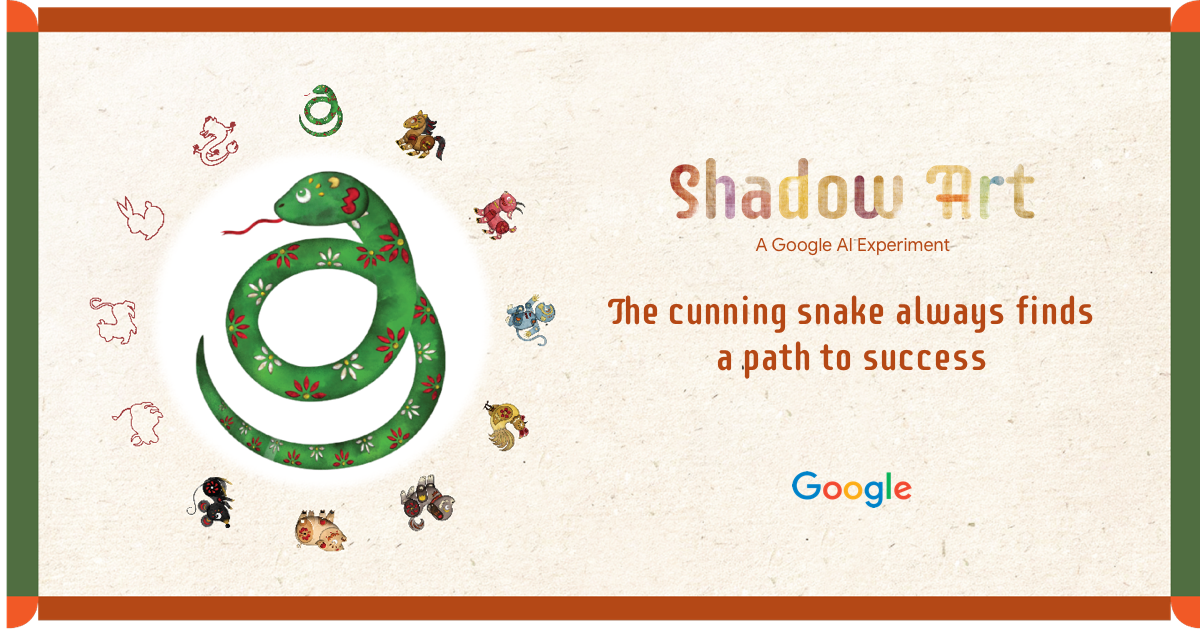 Shadow Art
A Google AI Experiment
The cunning snake always finds
a path to success
Google